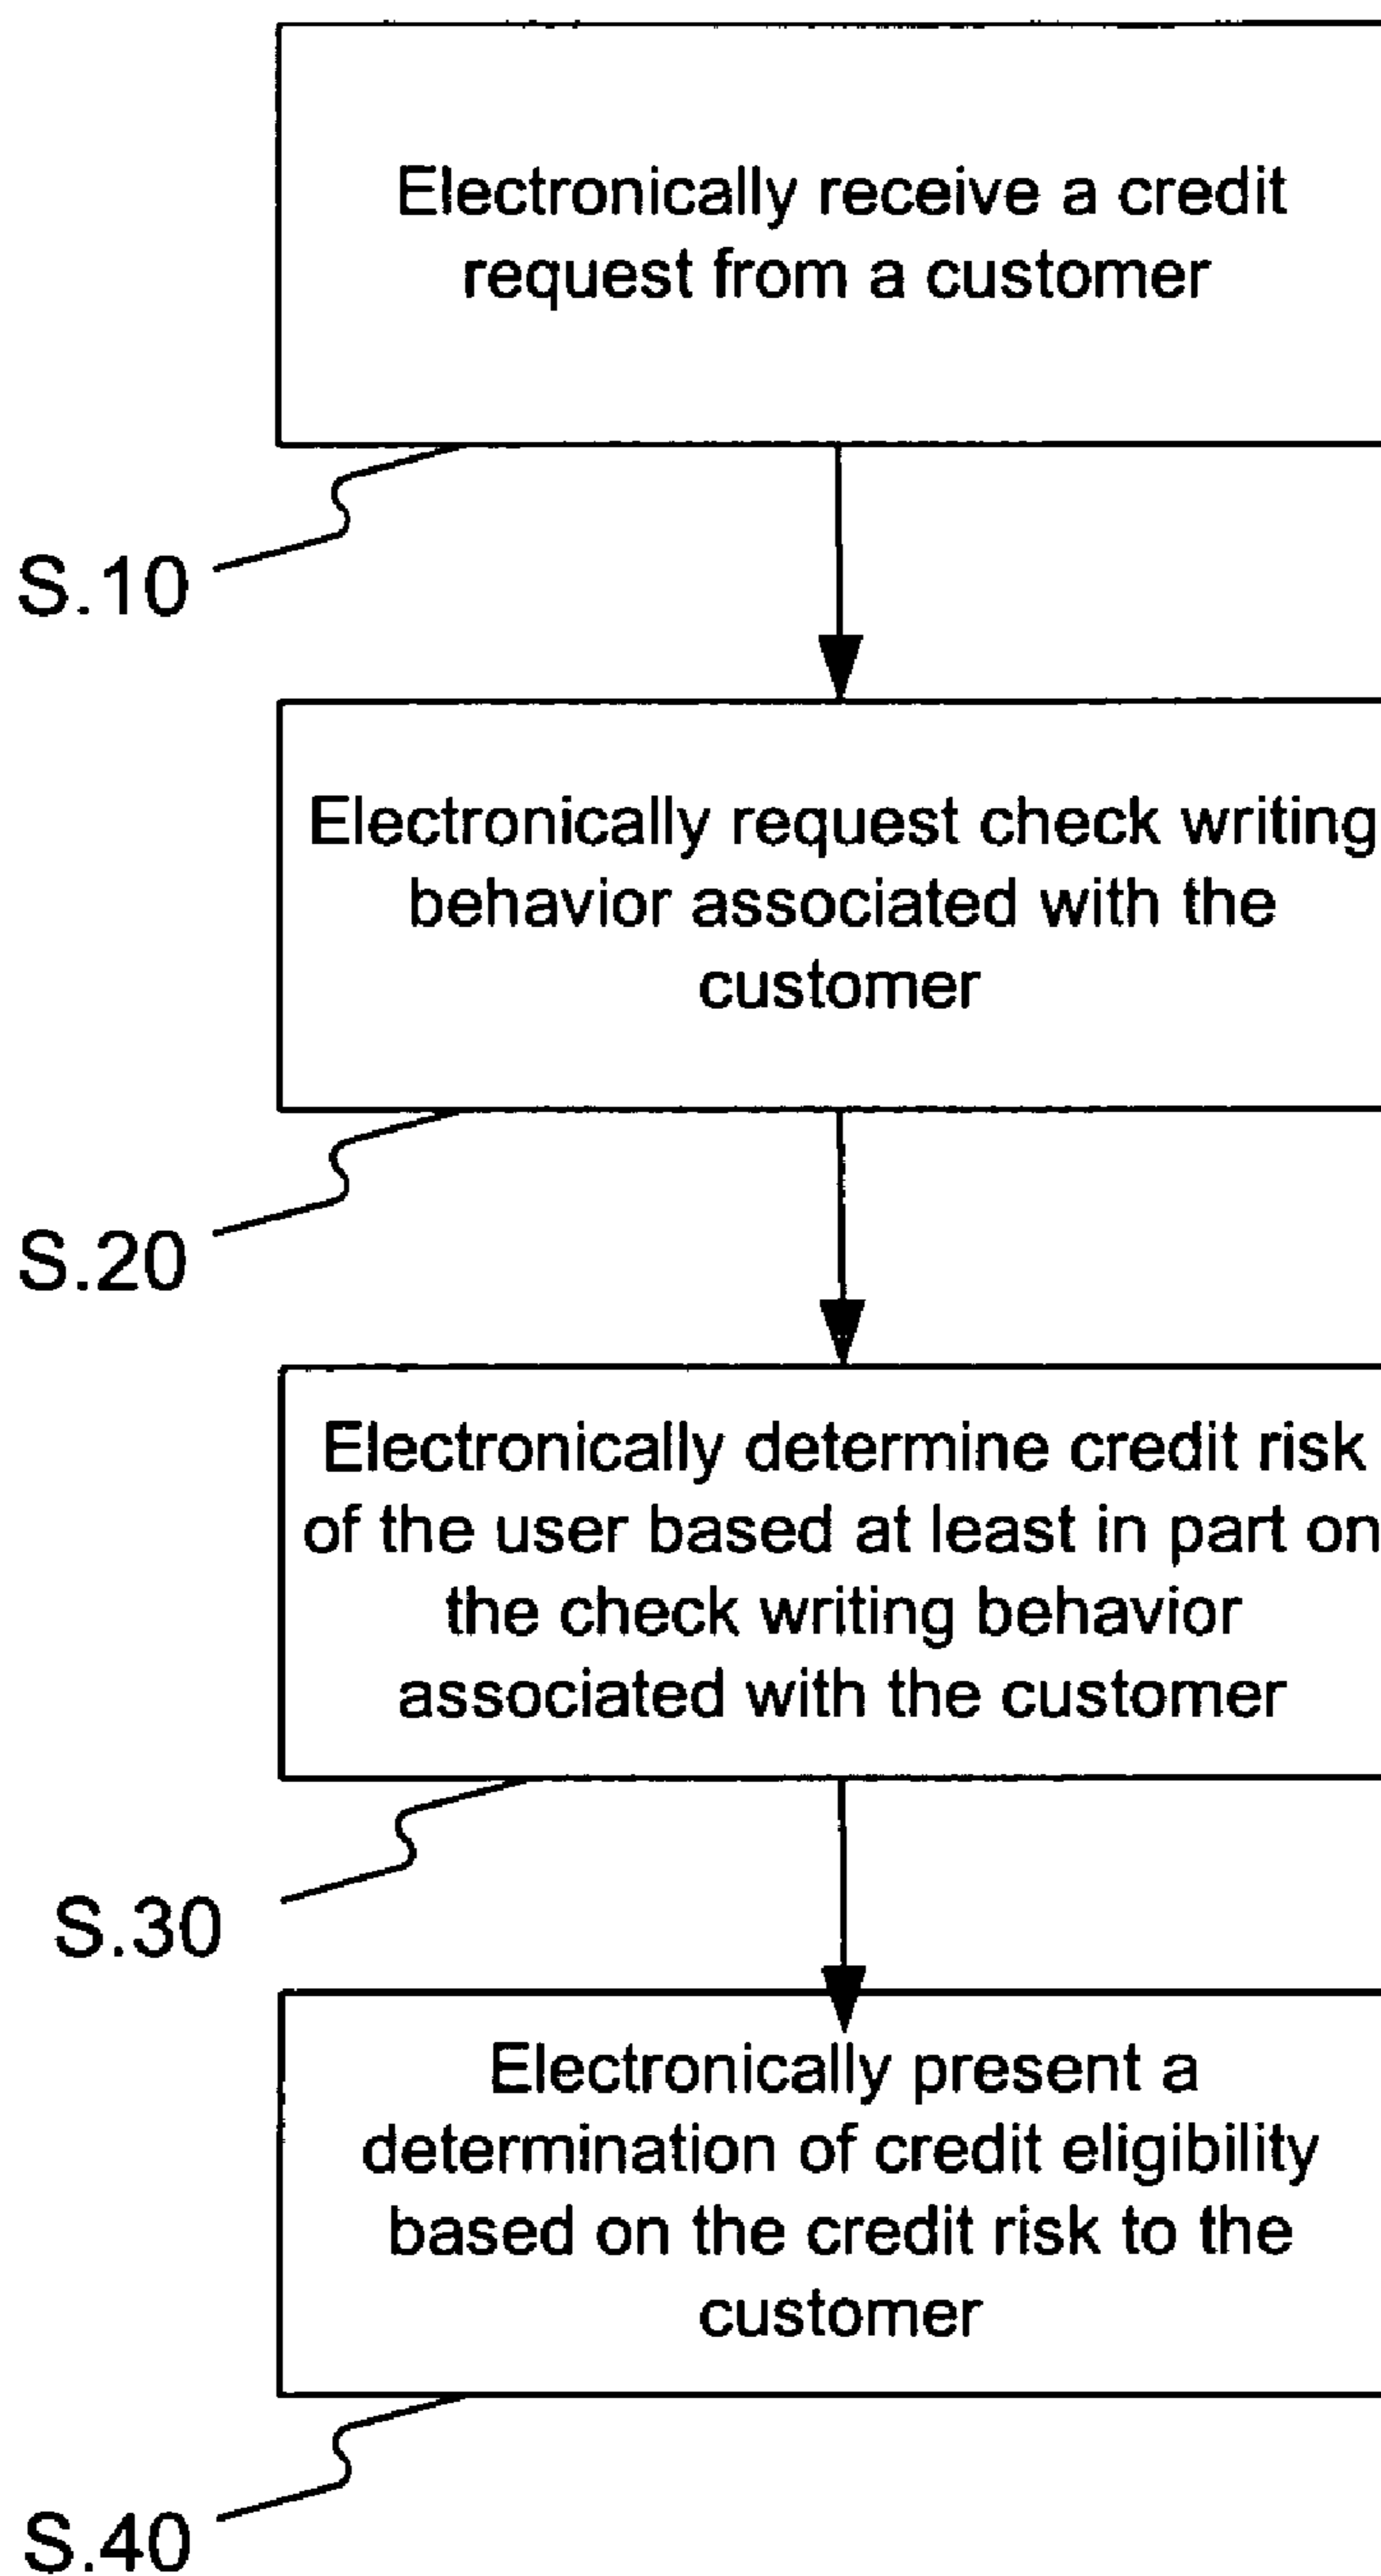 Electronically receive a credit
request from a customer
S.10
Electronically request check writing
behavior associated with the
customer
S.20
Electronically determine credit risk
of the user based at least in part on
the check writing behavior
associated with the customer
S.30
Electronically present a
determination of credit eligibility
based on the credit risk to the
customer
S.40